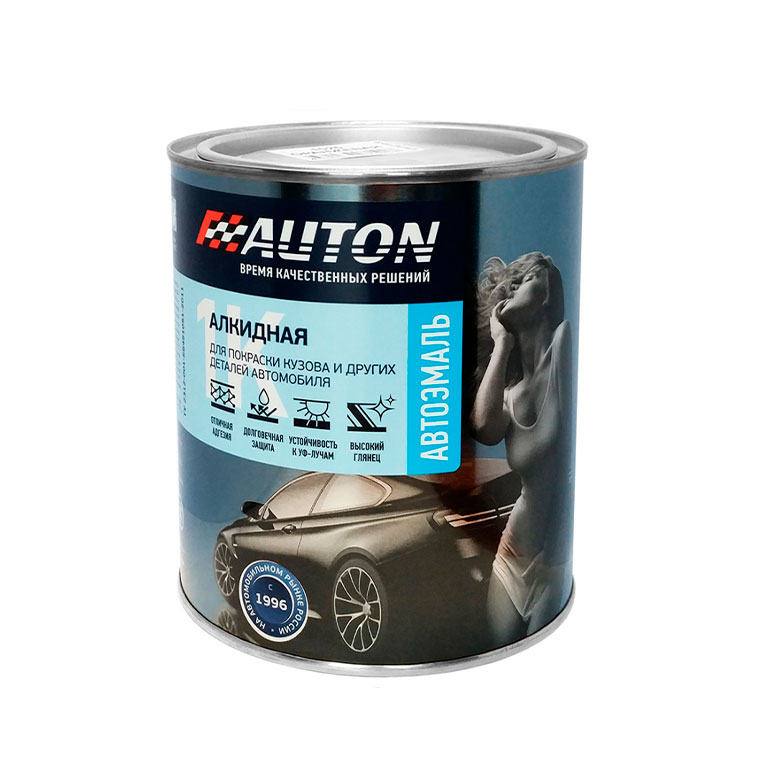 AUTON
ВРЕМЯ КАЧЕСТВЕННЫХ РЕШЕНИЙ
1К
АЛКИДНАЯ
ДЛЯ ПОКРАСКИ КУЗОВА И ДРУГИХ
ДЕТАЛЕЙ АВТОМОБИЛЯ
ОТЛИЧНАЯ
АДГЕЗИЯ
ДОЛГОВЕЧНАЯ
ЗАЩИТА
УСТОЙЧИВОСТЬ
К УФ-ЛУЧАМ
ВЫСОКИЙ
ГЛЯНЕЦ
АВТОЭМАЛЬ
НА АВТОМОБИЛЬНОМ РЫНКЕ РОССИИ
С
1996